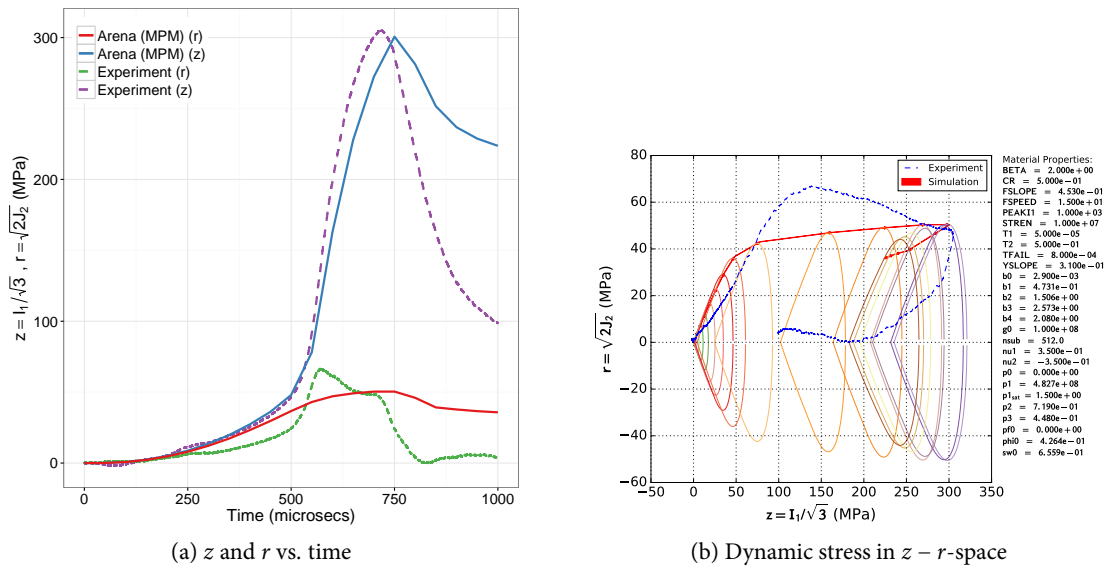 300
200
100
0
z = I₁/√3 , r = √2J₂ (MPa)
Arena (MPM) (r)
Arena (MPM) (z)
Experiment (r)
Experiment (z)
0
250
500
750
1000
Time (microsecs)
(a) z and r vs. time
80
60
40
20
0
−20
−40
−60
r = √2J₂ (MPa)
Experiment
Simulation
−50
0
50
100
150
200
250
300
350
z = I₁/√3 (MPa)
Material Properties:
BETA = 2.000e+00
CR = 5.000e−01
FSLOPE = 4.530e−01
FSPEED = 1.500e+01
PEAKI1 = 1.000e+03
STREN = 1.000e+07
T1 = 5.000e−05
T2 = 5.000e−01
TFAIL = 8.000e−04
YSLOPE = 3.100e−01
b0 = 2.900e−03
b1 = 4.731e−01
b2 = 1.506e+00
b3 = 2.573e+00
b4 = 2.080e+00
g0 = 1.000e+08
nsub = 512.0
nu1 = 3.500e−01
nu2 = −3.500e−01
p0 = 0.000e+00
p1 = 4.827e+08
p1sat = 1.500e+00
p2 = 7.190e−01
p3 = 4.480e−01
pf0 = 0.000e+00
phi0 = 4.264e−01
sw0 = 6.559e−01
(b) Dynamic stress in z − r-space